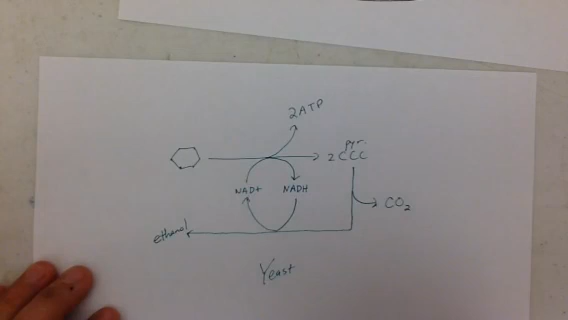 2ATP
pyr.
2CCC
NAD+ NADH
CO2
ethanol
Yeast